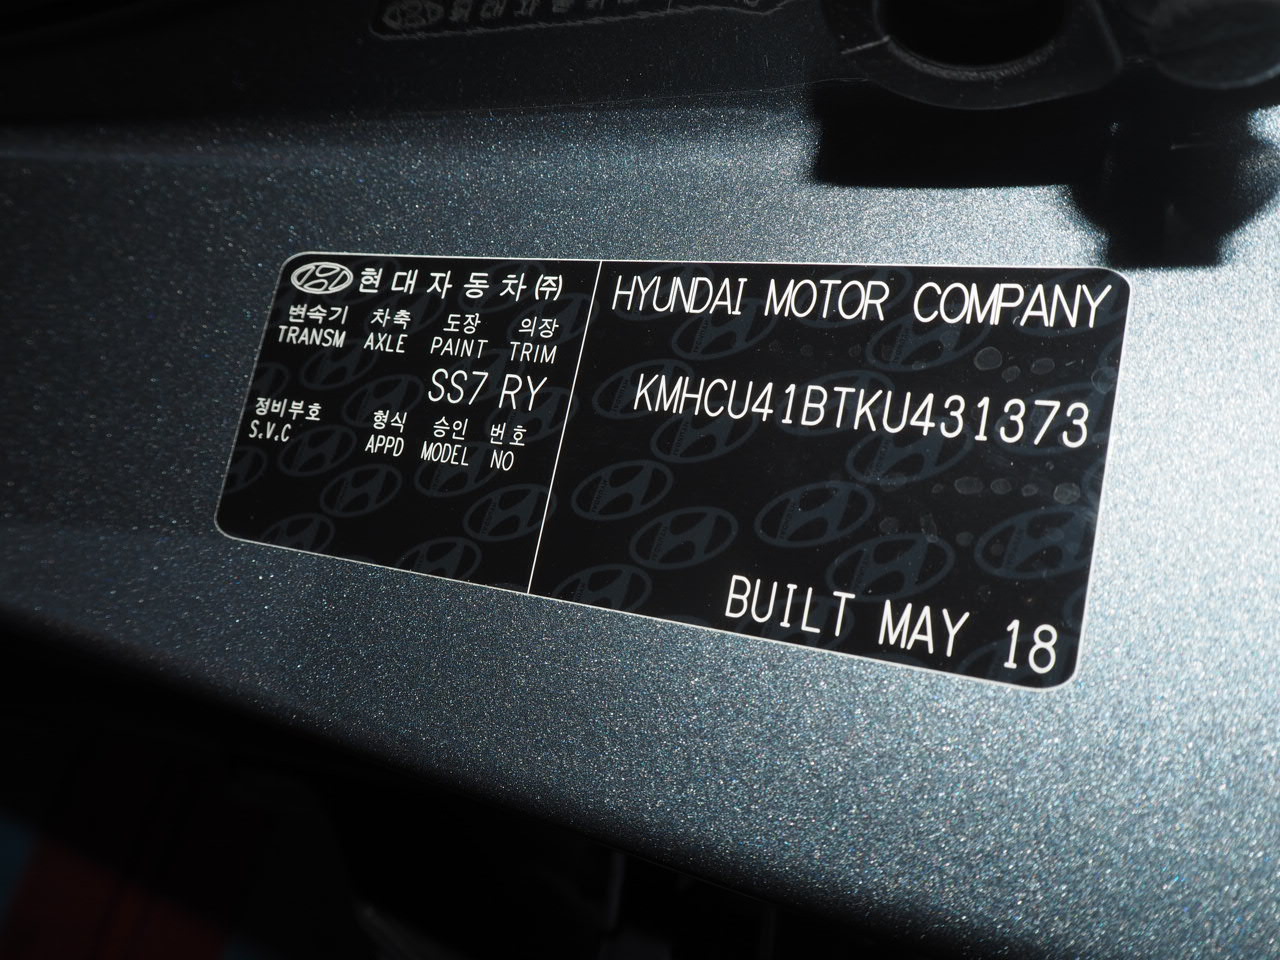 현대자동차㈜
변속기 차축 도장 의장
TRANSM AXLE PAINT TRIM
SS7 RY
정비부호 형식 승인 번호
S.V.C APPD MODEL NO
HYUNDAI MOTOR COMPANY
KMHCU41BTKU431373
BUILT MAY 18